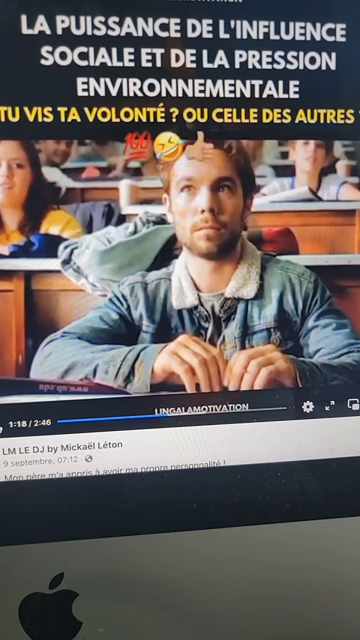 LA PUISSANCE DE L'INFLUENCE
SOCIALE ET DE LA PRESSION
ENVIRONNEMENTALE
TU VIS TA VOLONTÉ ? OU CELLE DES AUTRES ?
💯🤣👍
LINGALAMOTIVATION
1:18 / 2:46
LM LE DJ by Mickaël Léton
9 septembre, 07:12 ·
Mon père m'a appris à avoir ma propre personnalité !